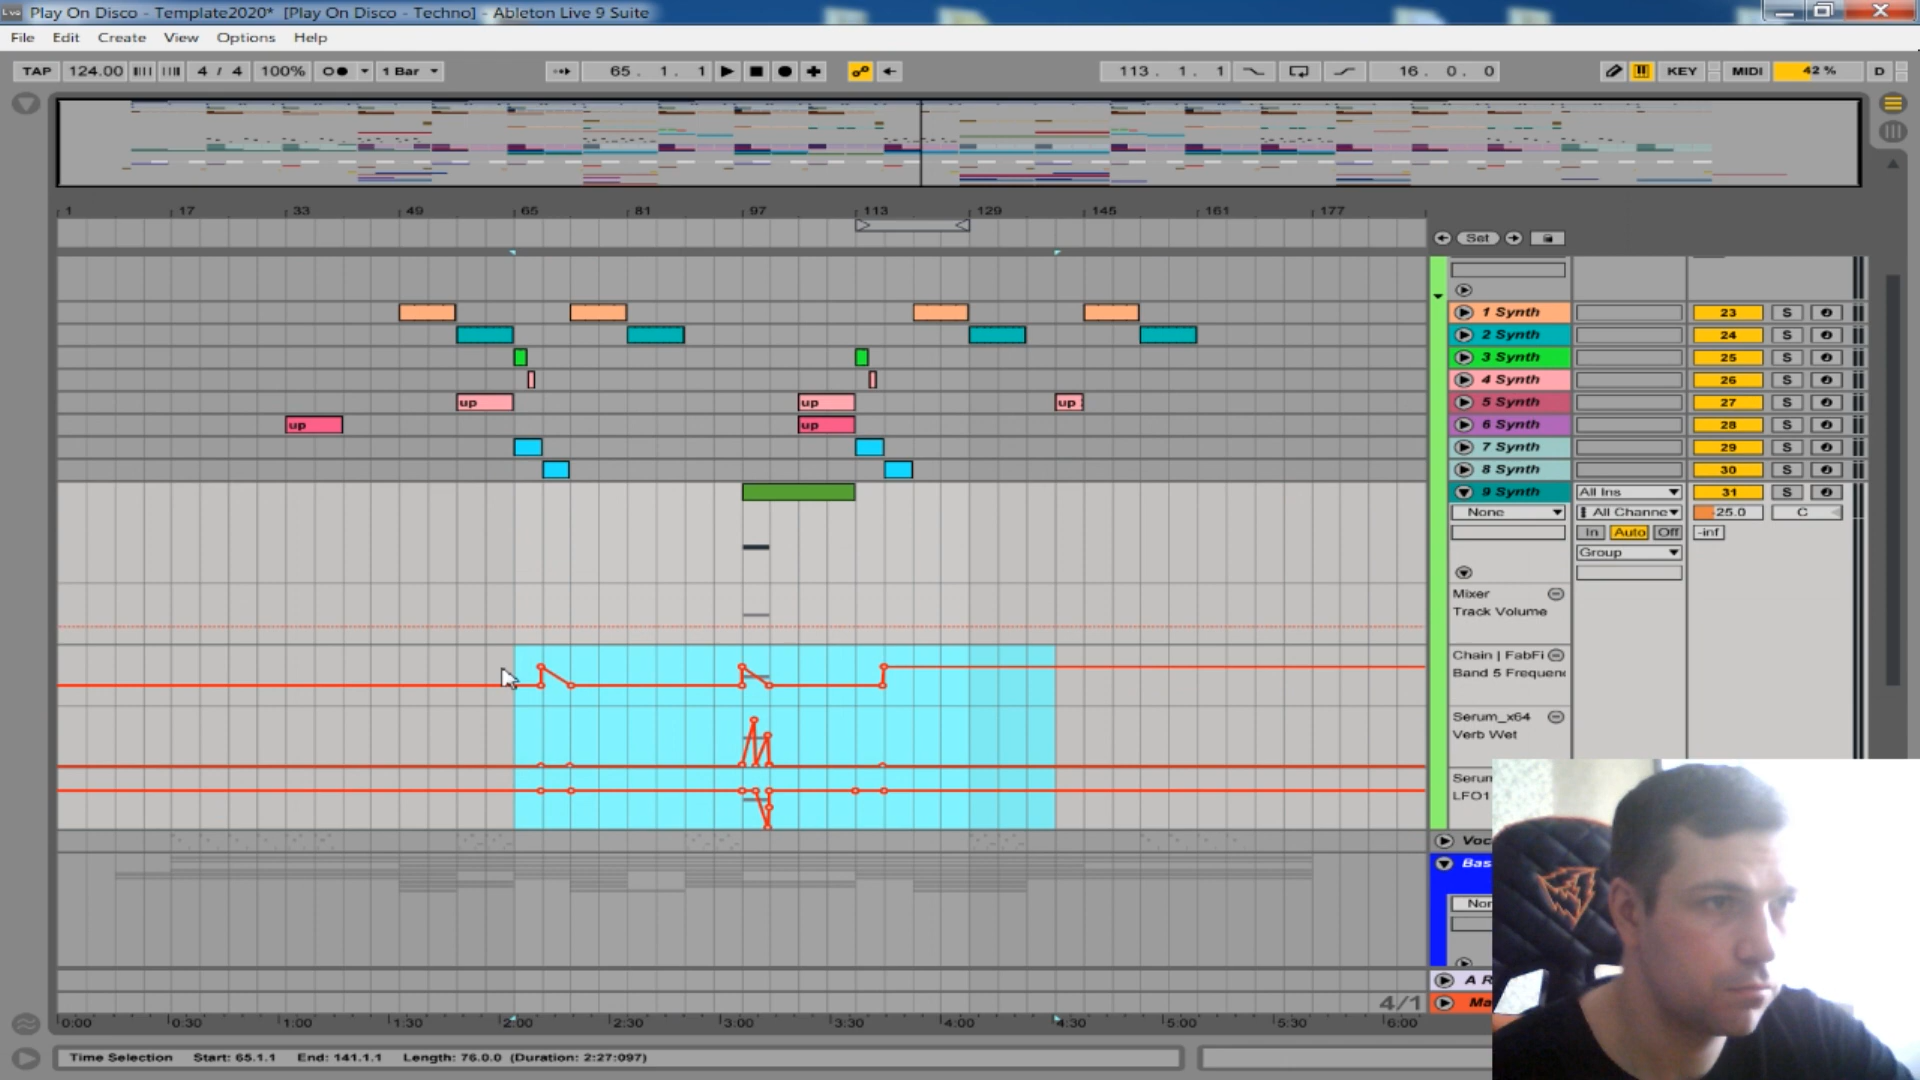 Live Play On Disco - Template2020* [Play On Disco - Techno] - Ableton Live 9 Suite
File Edit Create View Options Help
TAP 124.00 4 / 4 100% 1 Bar 65. 1. 1 113. 1. 1 16. 0. 0 KEY MIDI 42 % D
1 17 33 49 65 81 97 113 129 145 161 177
Set
1 Synth 23 S
2 Synth 24 S
3 Synth 25 S
4 Synth 26 S
up up up 5 Synth 27 S
up up 6 Synth 28 S
7 Synth 29 S
8 Synth 30 S
9 Synth All Ins 31 S
None All Channe -25.0 C
In Auto Off -inf
Group
Mixer
Track Volume
Chain | FabFi
Band 5 Frequen
Serum_x64
Verb Wet
Serum
LFO1
Voc
Bas
Non
A R
4/1 Ma
0:00 0:30 1:00 1:30 2:00 2:30 3:00 3:30 4:00 4:30 5:00 5:30 6:00
Time Selection Start: 65.1.1 End: 141.1.1 Length: 76.0.0 (Duration: 2:27:097)